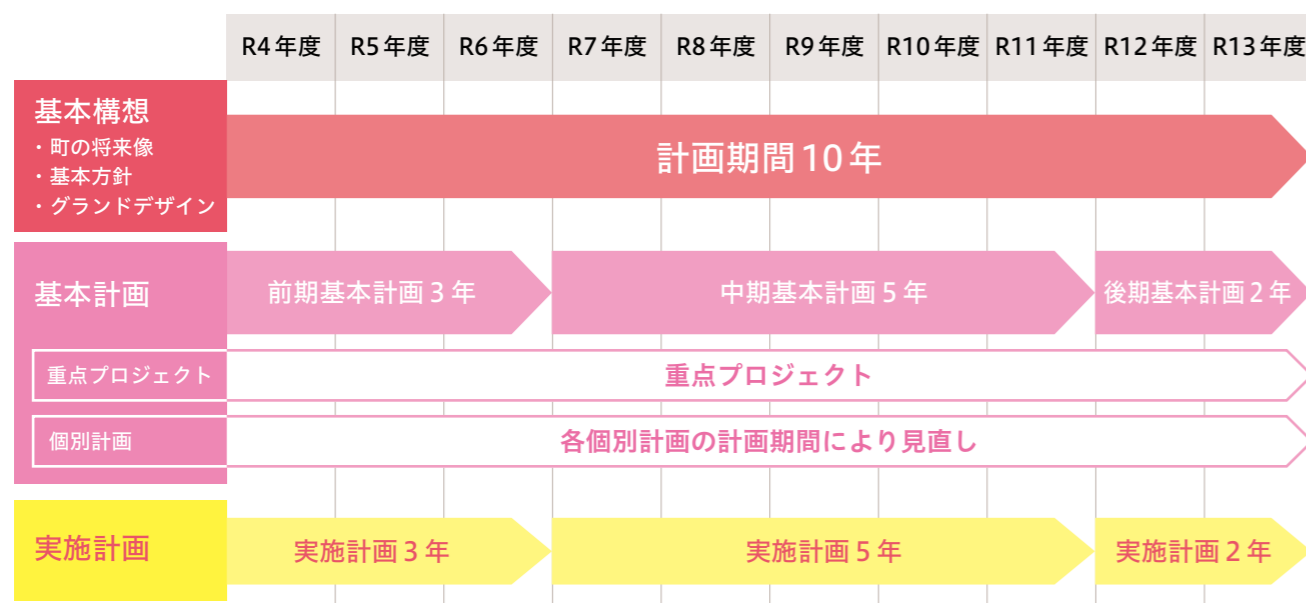 R4年度 R5年度 R6年度 R7年度 R8年度 R9年度 R10年度 R11年度 R12年度 R13年度
基本構想
・町の将来像
・基本方針
・グランドデザイン
計画期間10年
基本計画
前期基本計画3年 中期基本計画5年 後期基本計画2年
重点プロジェクト 重点プロジェクト
個別計画 各個別計画の計画期間により見直し
実施計画 実施計画3年 実施計画5年 実施計画2年